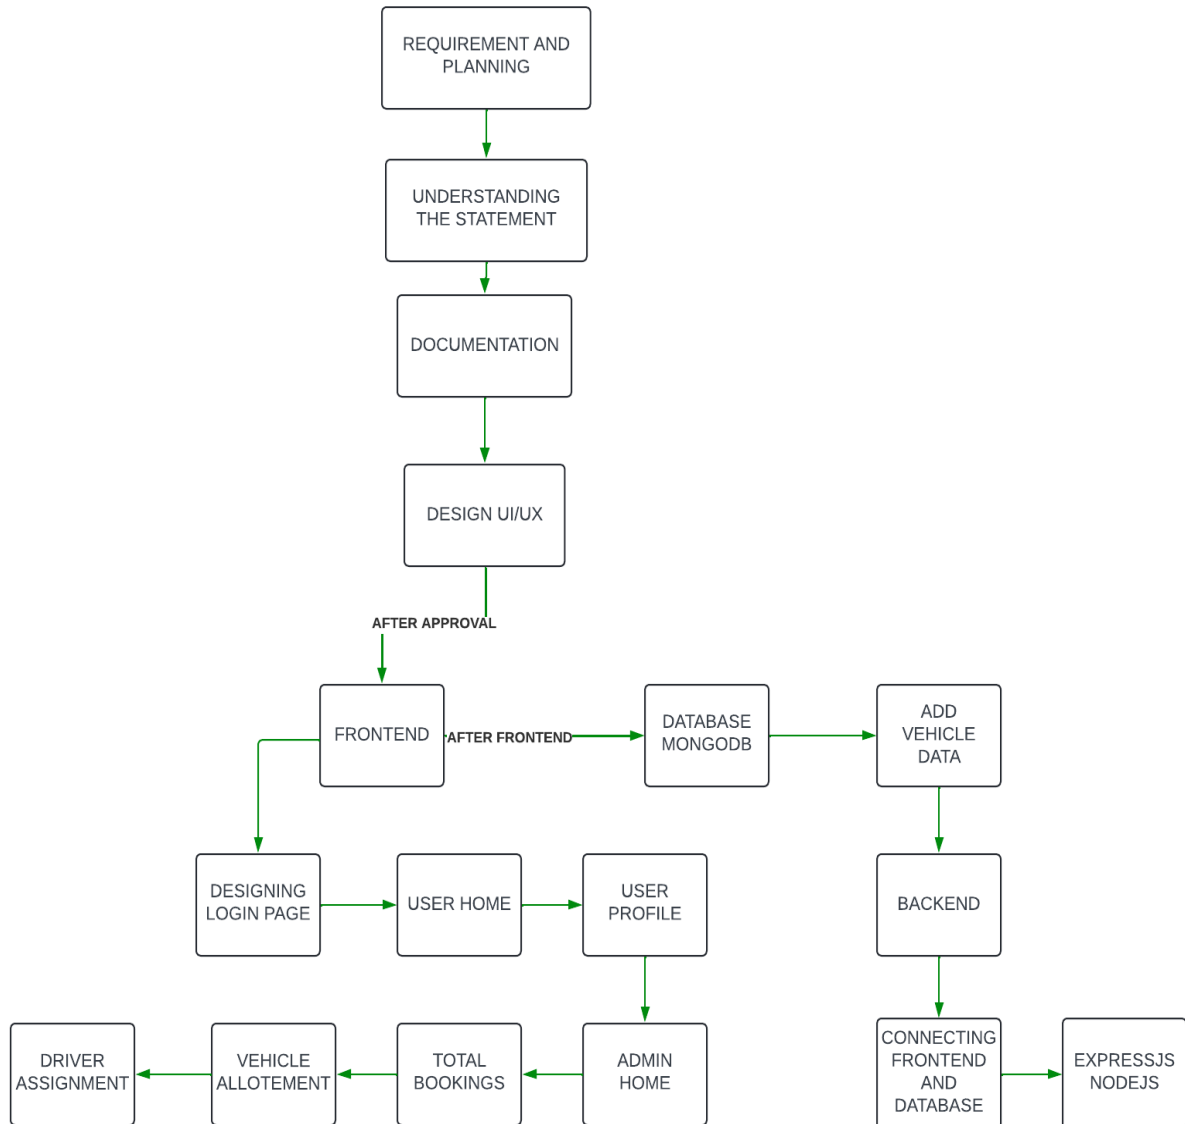 REQUIREMENT AND
PLANNING
UNDERSTANDING
THE STATEMENT
DOCUMENTATION
DESIGN UI/UX
AFTER APPROVAL
FRONTEND
AFTER FRONTEND
DATABASE
MONGODB
ADD
VEHICLE
DATA
DESIGNING
LOGIN PAGE
USER HOME
USER
PROFILE
BACKEND
DRIVER
ASSIGNMENT
VEHICLE
ALLOTEMENT
TOTAL
BOOKINGS
ADMIN
HOME
CONNECTING
FRONTEND
AND
DATABASE
EXPRESSJS
NODEJS